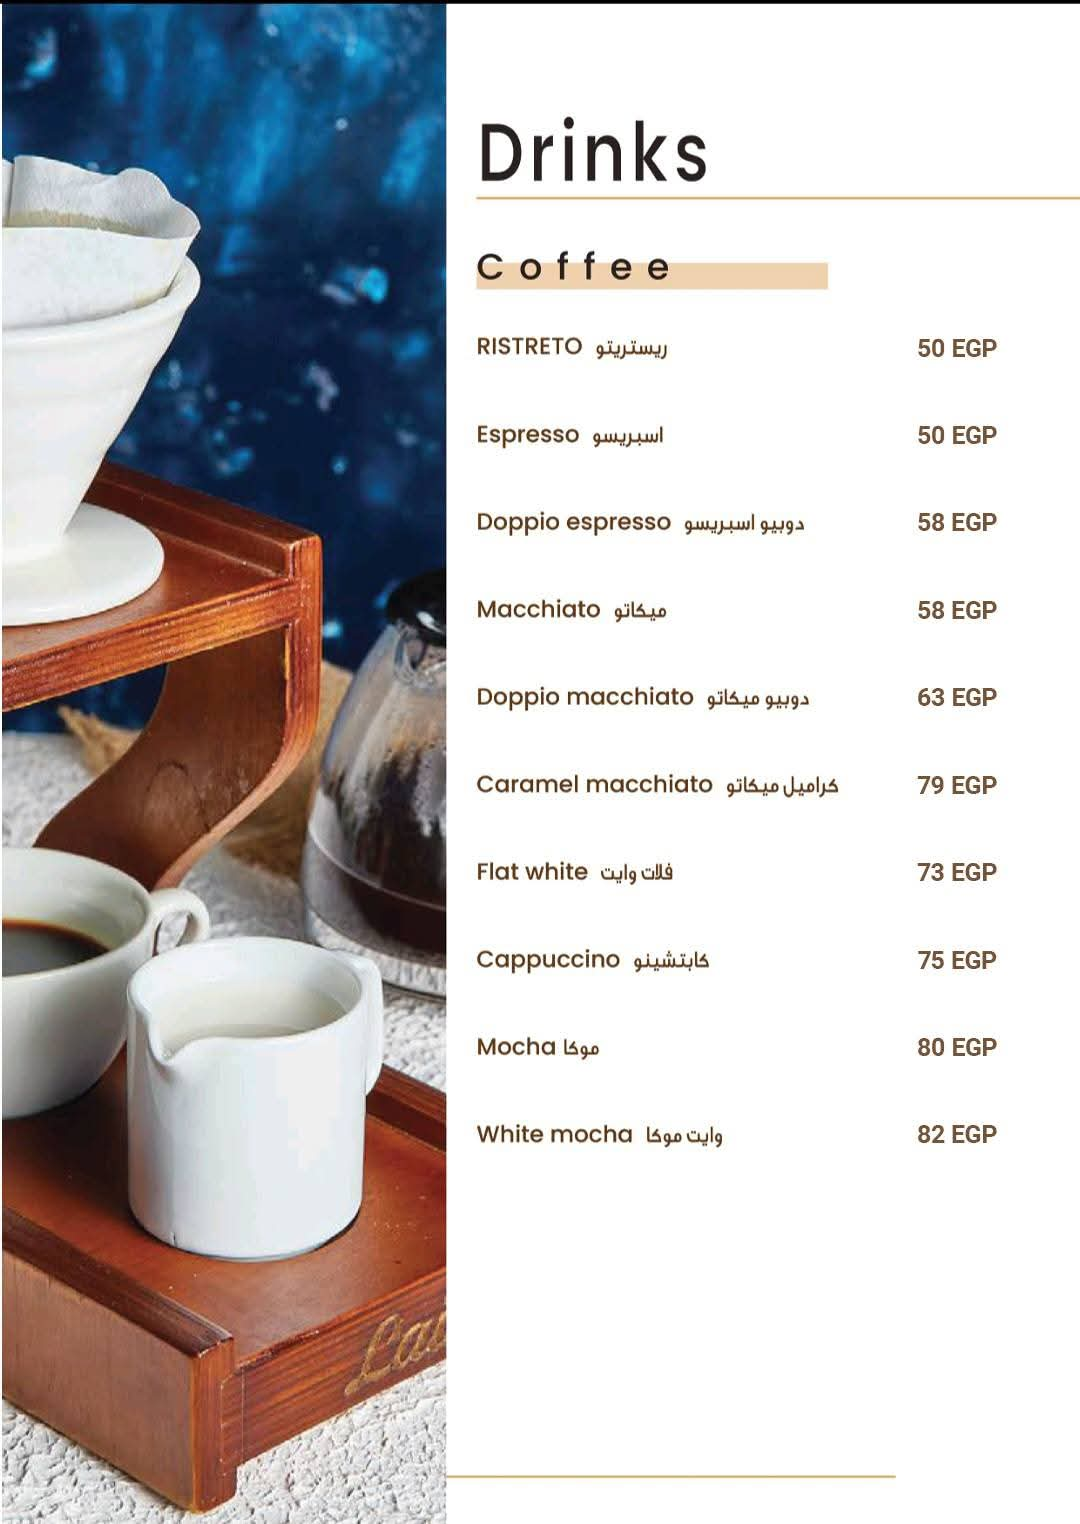 Drinks
Coffee
RISTRETO ريستريتو 50 EGP
Espresso اسبريسو 50 EGP
Doppio espresso دوبيو اسبريسو 58 EGP
Macchiato ميكاتو 58 EGP
Doppio macchiato دوبيو ميكاتو 63 EGP
Caramel macchiato كراميل ميكاتو 79 EGP
Flat white فلات وايت 73 EGP
Cappuccino كابتشينو 75 EGP
Mocha موكا 80 EGP
White mocha وايت موكا 82 EGP